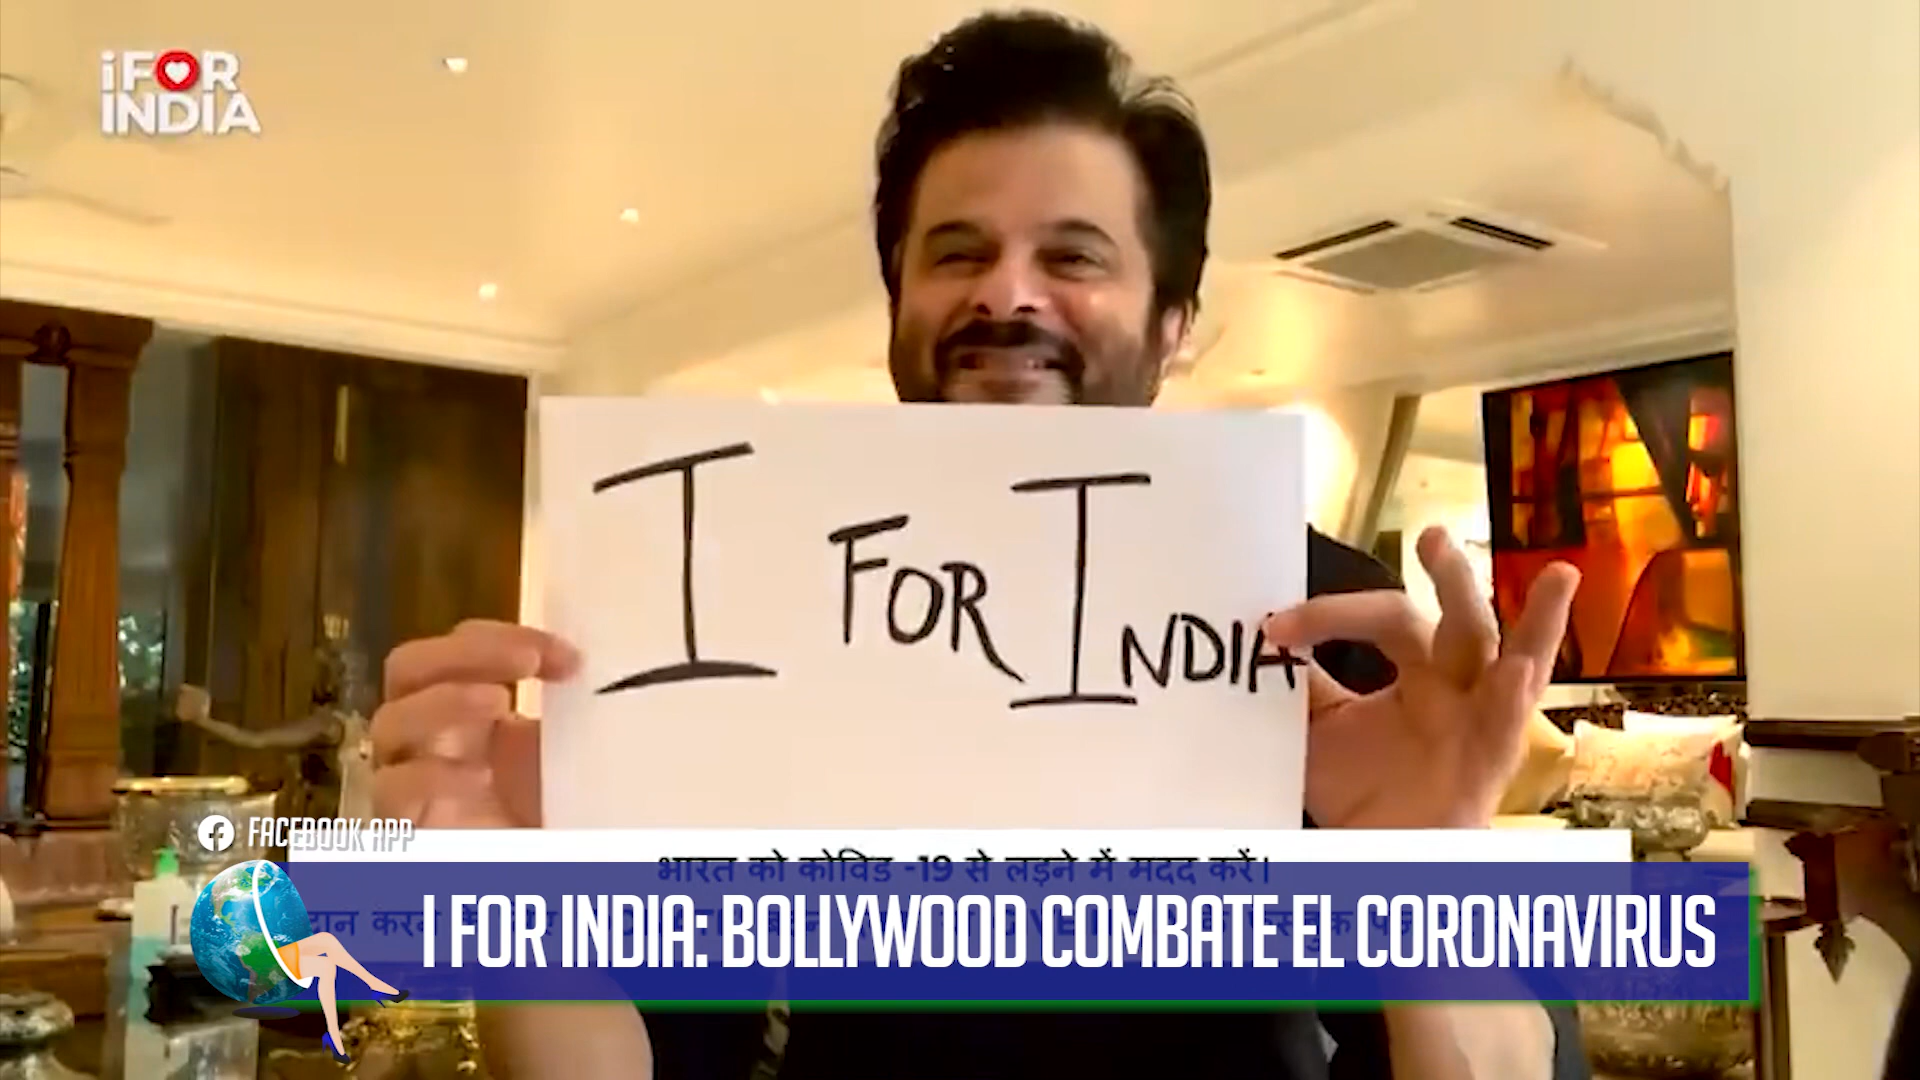 iFOR
INDIA
I FOR INDIA
FACEBOOK APP
भारत को कोविड -19 से लड़ने में मदद करें।
I FOR INDIA: BOLLYWOOD COMBATE EL CORONAVIRUS